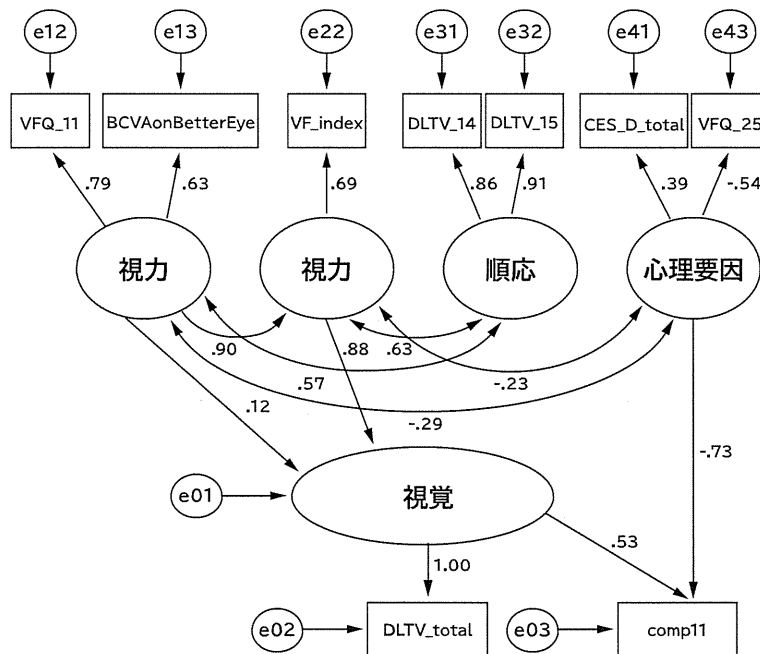 e12 e13 e22 e31 e32 e41 e43
VFQ_11 BCVAonBetterEye VF_index DLTV_14 DLTV_15 CES_D_total VFQ_25
.79 .63 .69 .86 .91 .39 -.54
視力 視力 順応 心理要因
.90 .88 .63
.57 -.23
.12 -.29
-.73
e01 視覚
.53
1.00
e02 DLTV_total e03 comp11